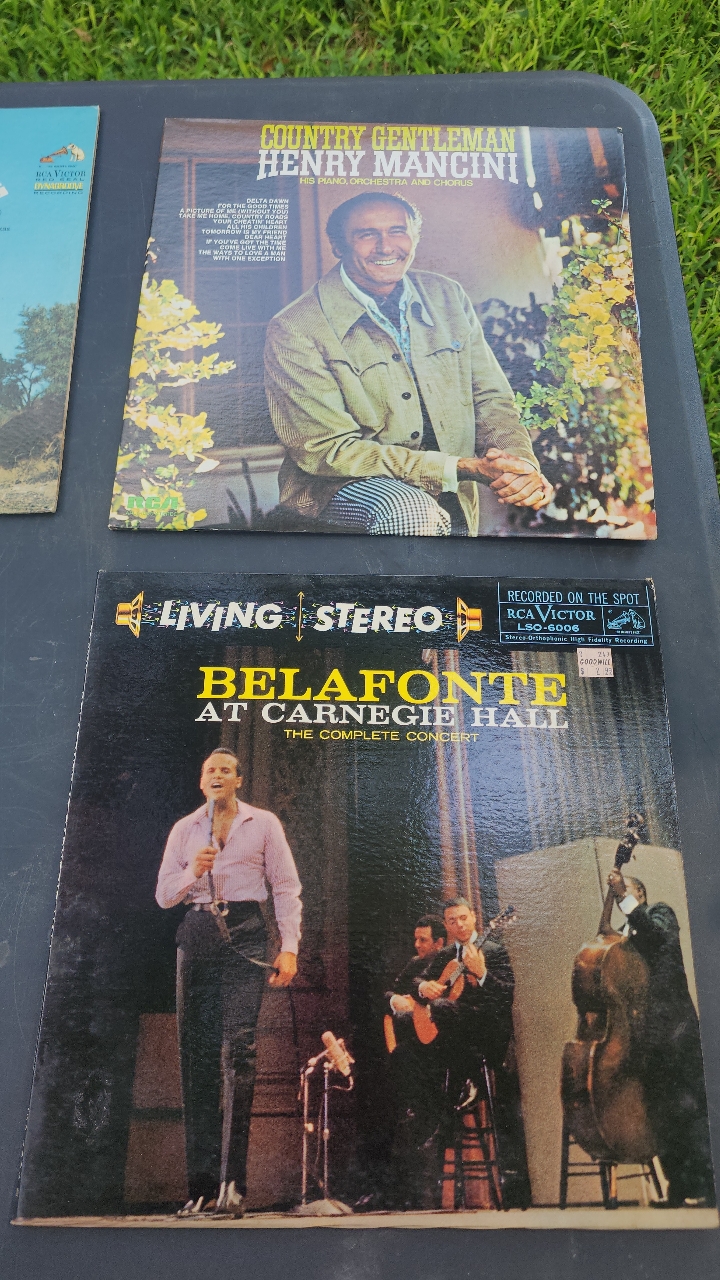 RCA VICTOR
RED SEAL
DYNAGROOVE
COUNTRY GENTLEMAN
HENRY MANCINI
HIS PIANO, ORCHESTRA AND CHORUS
DELTA DAWN
FOR THE GOOD TIMES
A PICTURE OF ME (WITHOUT YOU)
TAKE ME HOME, COUNTRY ROADS
YOUR CHEATIN' HEART
ALL HIS CHILDREN
TOMORROW IS MY FRIEND
DEAR HEART
IF YOU'VE GOT THE TIME
COME LIVE WITH ME
THE WAYS TO LOVE A MAN
WITH ONE EXCEPTION
RCA
LIVING STEREO
RECORDED ON THE SPOT
RCA VICTOR
LSO-6006
Stereo-Orthophonic High Fidelity Recording
GOODWILL
BELAFONTE
AT CARNEGIE HALL
THE COMPLETE CONCERT